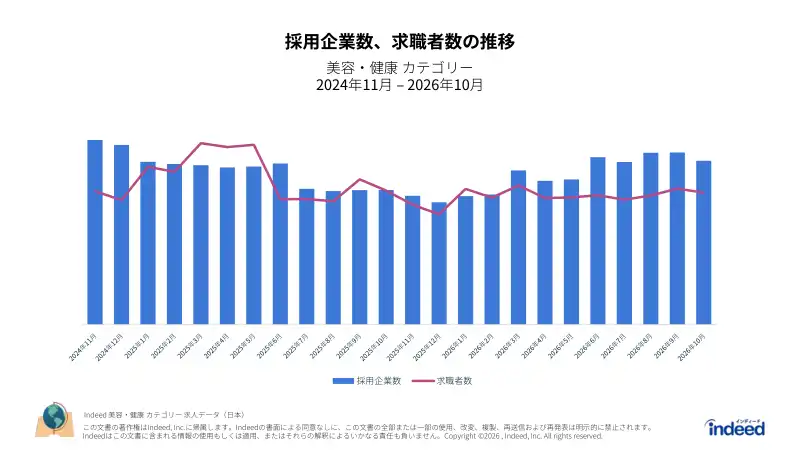 採用企業数、求職者数の推移
美容・健康 カテゴリー
2024年11月 – 2026年10月
2024年11月
2024年12月
2025年1月
2025年2月
2025年3月
2025年4月
2025年5月
2025年6月
2025年7月
2025年8月
2025年9月
2025年10月
2025年11月
2025年12月
2026年1月
2026年2月
2026年3月
2026年4月
2026年5月
2026年6月
2026年7月
2026年8月
2026年9月
2026年10月
採用企業数 求職者数
Indeed 美容・健康 カテゴリー 求人データ（日本）
この文書の著作権はIndeed, Inc.に帰属します。Indeedの書面による同意なしに、この文書の全部または一部の使用、改変、複製、再送信および再発表は明示的に禁止されます。
Indeedはこの文書に含まれる情報の使用もしくは適用、またはそれらの解釈によるいかなる責任も負いません。Copyright ©2026 , Indeed, Inc. All rights reserved.
インディード
indeed